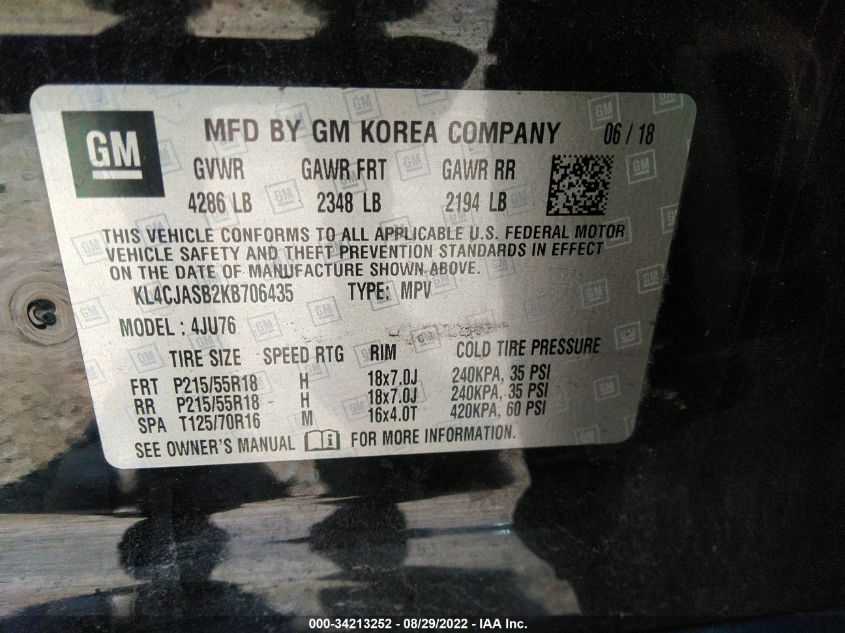 GM
MFD BY GM KOREA COMPANY 06 / 18
GVWR GAWR FRT GAWR RR
4286 LB 2348 LB 2194 LB
THIS VEHICLE CONFORMS TO ALL APPLICABLE U.S. FEDERAL MOTOR
VEHICLE SAFETY AND THEFT PREVENTION STANDARDS IN EFFECT
ON THE DATE OF MANUFACTURE SHOWN ABOVE.
KL4CJASB2KB706435 TYPE: MPV
MODEL : 4JU76
TIRE SIZE SPEED RTG RIM COLD TIRE PRESSURE
FRT P215/55R18 H 18x7.0J 240KPA, 35 PSI
RR P215/55R18 H 18x7.0J 240KPA, 35 PSI
SPA T125/70R16 M 16x4.0T 420KPA, 60 PSI
SEE OWNER'S MANUAL FOR MORE INFORMATION.
000-34213252 - 08/29/2022 - IAA Inc.